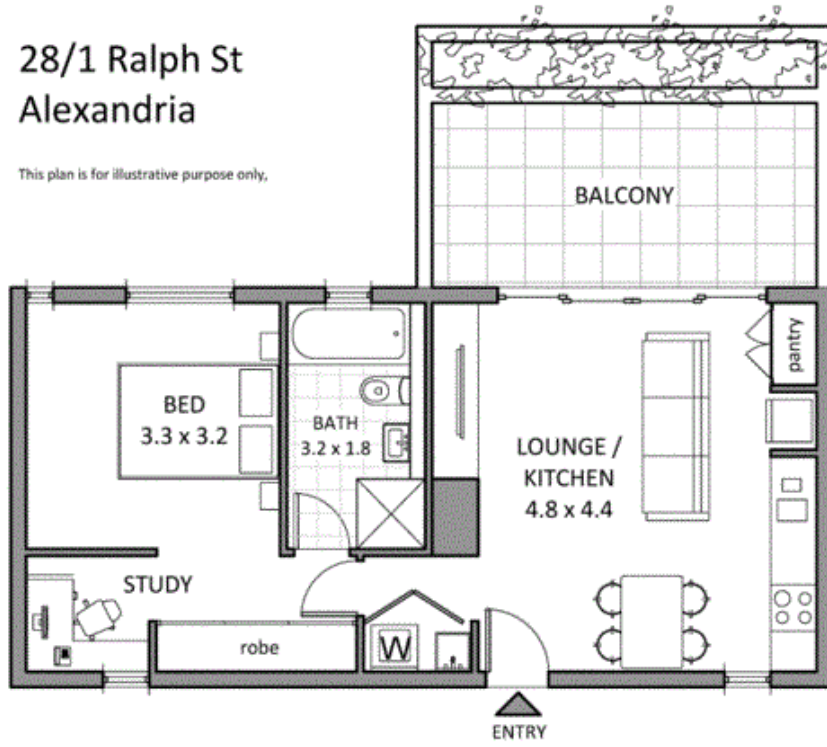 28/1 Ralph St
Alexandria
This plan is for illustrative purpose only,
BALCONY
pantry
BED
3.3 x 3.2
BATH
3.2 x 1.8
LOUNGE /
KITCHEN
4.8 x 4.4
STUDY
robe
W
ENTRY